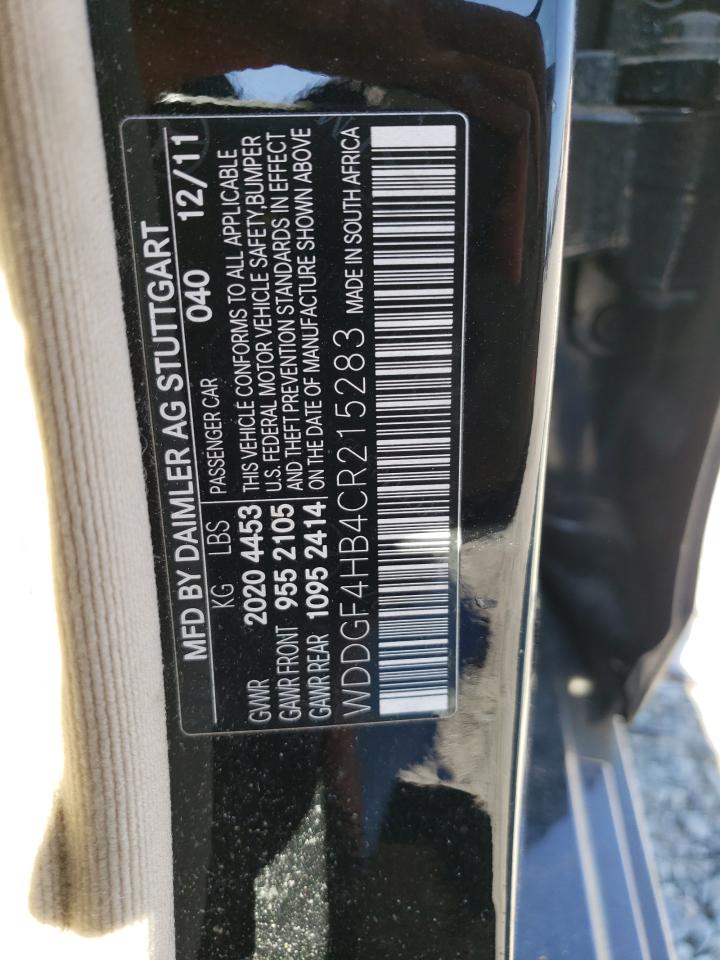 MFD BY DAIMLER AG STUTTGART
040 12/11
KG LBS PASSENGER CAR
GVWR 2020 4453 THIS VEHICLE CONFORMS TO ALL APPLICABLE
U.S. FEDERAL MOTOR VEHICLE SAFETY, BUMPER
GAWR FRONT 955 2105 AND THEFT PREVENTION STANDARDS IN EFFECT
GAWR REAR 1095 2414 ON THE DATE OF MANUFACTURE SHOWN ABOVE
WDDGF4HB4CR215283 MADE IN SOUTH AFRICA